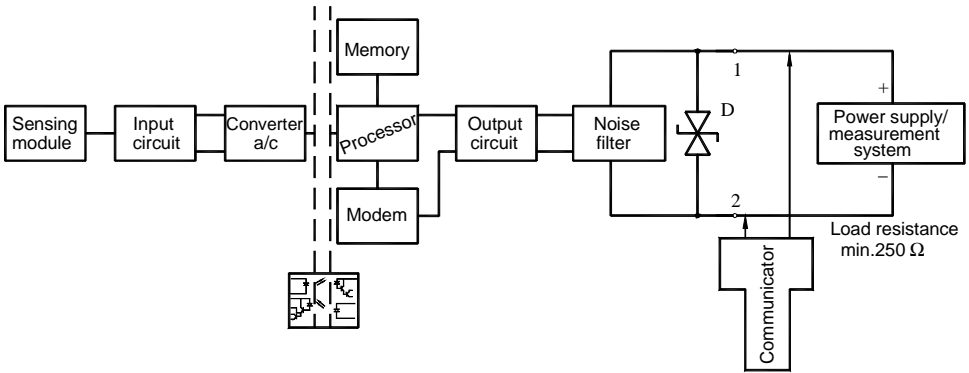 Memory
Sensing
module
Input
circuit
Converter
a/c
Processor
Output
circuit
Noise
filter
Modem
1
D
2
+
Power supply/
measurement
system
−
Load resistance
min.250 Ω
Communicator